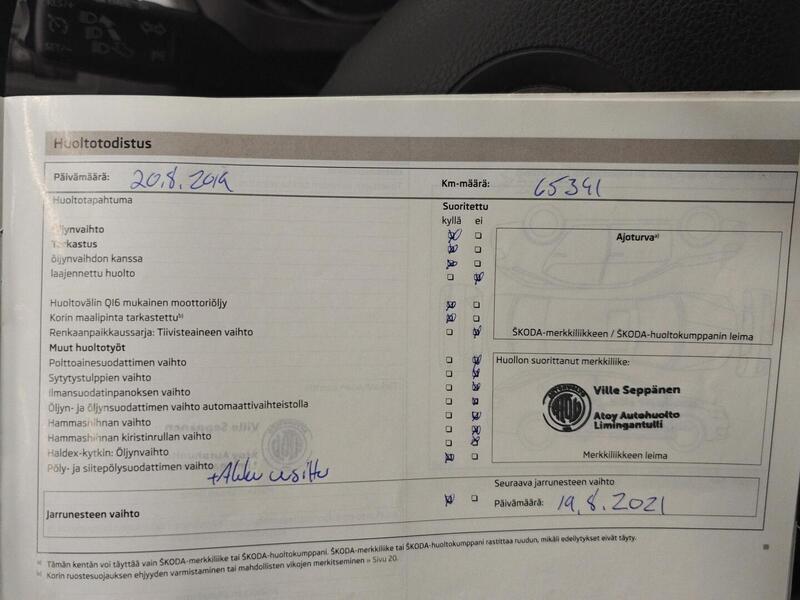 Huoltotodistus
Päivämäärä: 20.8.2019 Km-määrä: 65391
Huoltotapahtuma Suoritettu
kyllä ei
Öljynvaihto
Tarkastus Ajoturvaᵃ⁾
öljynvaihdon kanssa
laajennettu huolto
Huoltovälin QI6 mukainen moottoriöljy
Korin maalipinta tarkastettuᵇ⁾
Renkaanpaikkaussarja: Tiivisteaineen vaihto ŠKODA-merkkiliikkeen / ŠKODA-huoltokumppanin leima
Muut huoltotyöt
Polttoainesuodattimen vaihto Huollon suorittanut merkkiliike:
Sytytystulppien vaihto
Ilmansuodatinpanoksen vaihto Ville Seppänen
Öljyn- ja öljynsuodattimen vaihto automaattivaihteistolla
Hammashihnan vaihto Atoy Autohuolto
Hammashihnan kiristinrullan vaihto Limingantulli
Haldex-kytkin: Öljynvaihto
Pöly- ja siitepölysuodattimen vaihto Merkkiliikkeen leima
+Akku usittu
Seuraava jarrunesteen vaihto
Jarrunesteen vaihto Päivämäärä: 19.8.2021
ᵃ⁾ Tämän kentän voi täyttää vain ŠKODA-merkkiliike tai ŠKODA-huoltokumppani. ŠKODA-merkkiliike tai ŠKODA-huoltokumppani rastittaa ruudun, mikäli edellytykset eivät täyty.
ᵇ⁾ Korin ruostesuojauksen ehjyyden varmistaminen tai mahdollisten vikojen merkitseminen » Sivu 20.